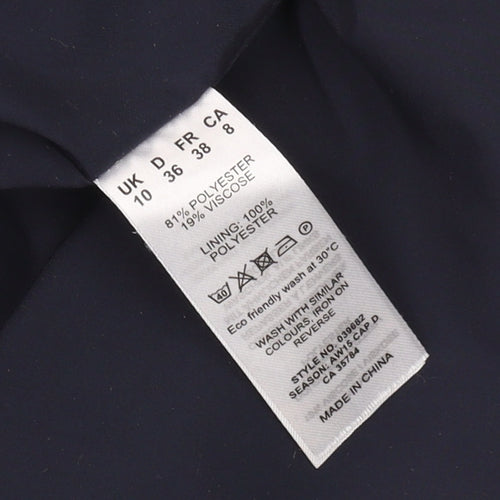 UK D FR CA
10 36 38 8
81% POLYESTER
19% VISCOSE
LINING: 100%
POLYESTER
40 P
Eco friendly wash at 30°C
WASH WITH SIMILAR
COLOURS, IRON ON
REVERSE
STYLE NO. 039682
SEASON: AW15 CAP D
CA 35784
MADE IN CHINA